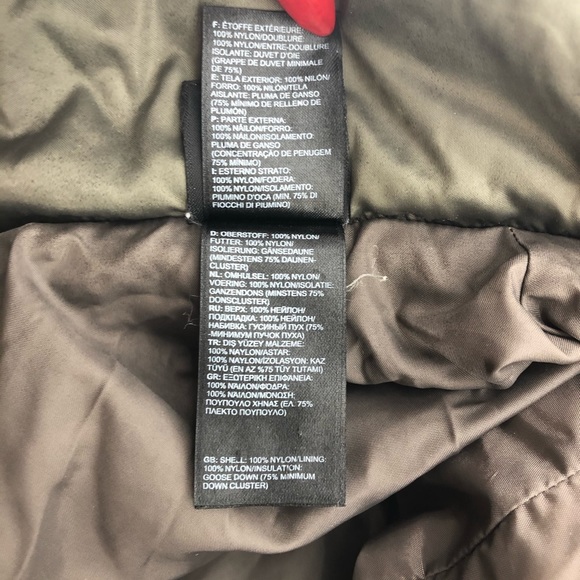 F: ÉTOFFE EXTÉRIEURE:
100% NYLON/DOUBLURE:
100% NYLON/ENTRE-DOUBLURE
ISOLANTE: DUVET D'OIE
(GRAPPE DE DUVET MINIMALE
DE 75%)
E: TELA EXTERIOR: 100% NILÓN/
FORRO: 100% NILÓN/TELA
AISLANTE: PLUMA DE GANSO
(75% MÍNIMO DE RELLENO DE
PLUMÓN)
P: PARTE EXTERNA:
100% NÁILON/FORRO:
100% NÁILON/ISOLAMENTO:
PLUMA DE GANSO
(CONCENTRAÇÃO DE PENUGEM
75% MÍNIMO)
I: ESTERNO STRATO:
100% NYLON/FODERA:
100% NYLON/ISOLAMENTO:
PIUMINO D'OCA (MIN. 75% DI
FIOCCHI DI PIUMINO)
D: OBERSTOFF: 100% NYLON/
FUTTER: 100% NYLON/
ISOLIERUNG: GÄNSEDAUNE
(MINDESTENS 75% DAUNEN-
CLUSTER)
NL: OMHULSEL: 100% NYLON/
VOERING: 100% NYLON/ISOLATIE:
GANZENDONS (MINSTENS 75%
DONSCLUSTER)
RU: ВЕРХ: 100% НЕЙЛОН/
ПОДКЛАДКА: 100% НЕЙЛОН/
НАБИВКА: ГУСИНЫЙ ПУХ (75%
-МИНИМУМ ПУЧОК ПУХА)
TR: DIŞ YÜZEY MALZEME:
100% NAYLON/ASTAR:
100% NAYLON/İZOLASYON: KAZ
TÜYÜ (EN AZ %75 TÜY TUTAMI)
GR: ΕΞΩΤΕΡΙΚΗ ΕΠΙΦΑΝΕΙΑ:
100% ΝΑΪΛΟΝ/ΦΟΔΡΑ:
100% ΝΑΪΛΟΝ/ΜΟΝΩΣΗ:
ΠΟΥΠΟΥΛΟ ΧΗΝΑΣ (ΕΛ. 75%
ΠΛΕΚΤΟ ΠΟΥΠΟΥΛΟ)
GB: SHELL: 100% NYLON/LINING:
100% NYLON/INSULATION:
GOOSE DOWN (75% MINIMUM
DOWN CLUSTER)